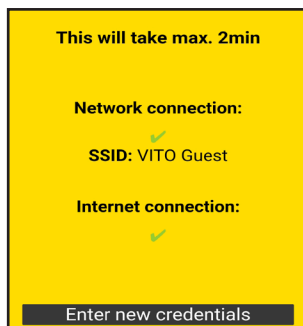 This will take max. 2min
Network connection:
✔
SSID: VITO Guest
Internet connection:
✔
Enter new credentials